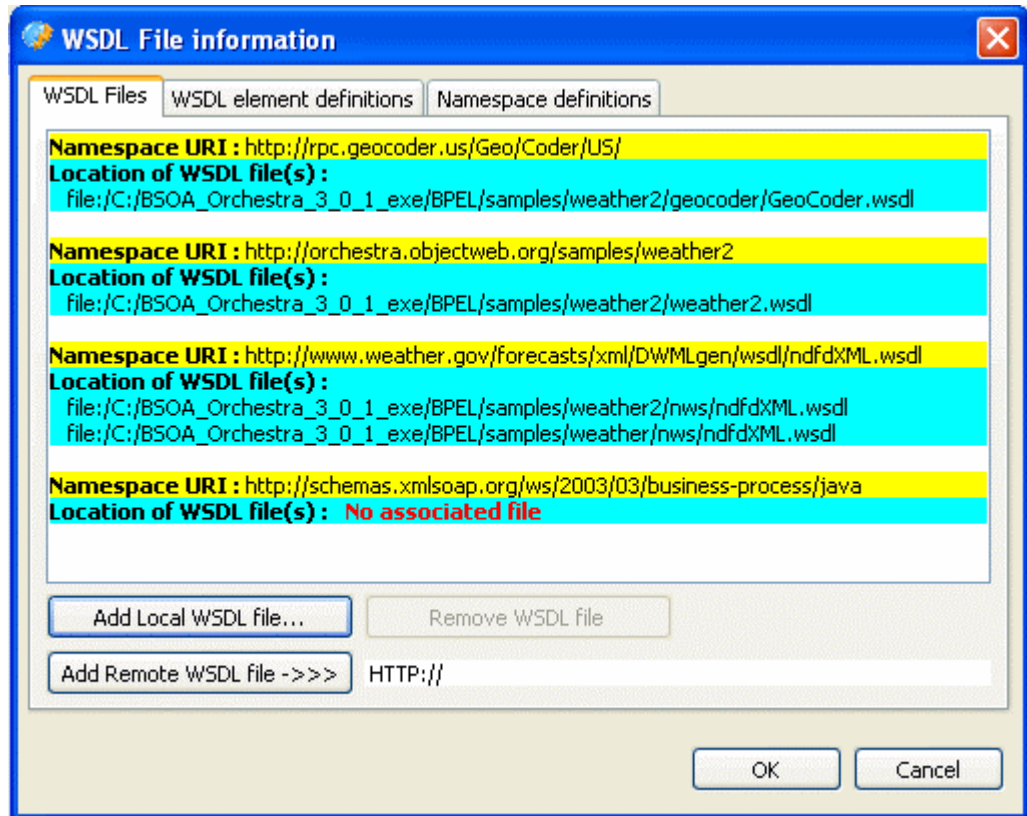 WSDL File information
WSDL Files
WSDL element definitions
Namespace definitions
Namespace URI : http://rpc.geocoder.us/Geo/Coder/US/
Location of WSDL file(s) :
file:/C:/BSOA_Orchestra_3_0_1_exe/BPEL/samples/weather2/geocoder/GeoCoder.wsdl
Namespace URI : http://orchestra.objectweb.org/samples/weather2
Location of WSDL file(s) :
file:/C:/BSOA_Orchestra_3_0_1_exe/BPEL/samples/weather2/weather2.wsdl
Namespace URI : http://www.weather.gov/forecasts/xml/DWMLgen/wsdl/ndfdXML.wsdl
Location of WSDL file(s) :
file:/C:/BSOA_Orchestra_3_0_1_exe/BPEL/samples/weather2/nws/ndfdXML.wsdl
file:/C:/BSOA_Orchestra_3_0_1_exe/BPEL/samples/weather/nws/ndfdXML.wsdl
Namespace URI : http://schemas.xmlsoap.org/ws/2003/03/business-process/java
Location of WSDL file(s) : No associated file
Add Local WSDL file...
Remove WSDL file
Add Remote WSDL file ->>>
HTTP://
OK
Cancel